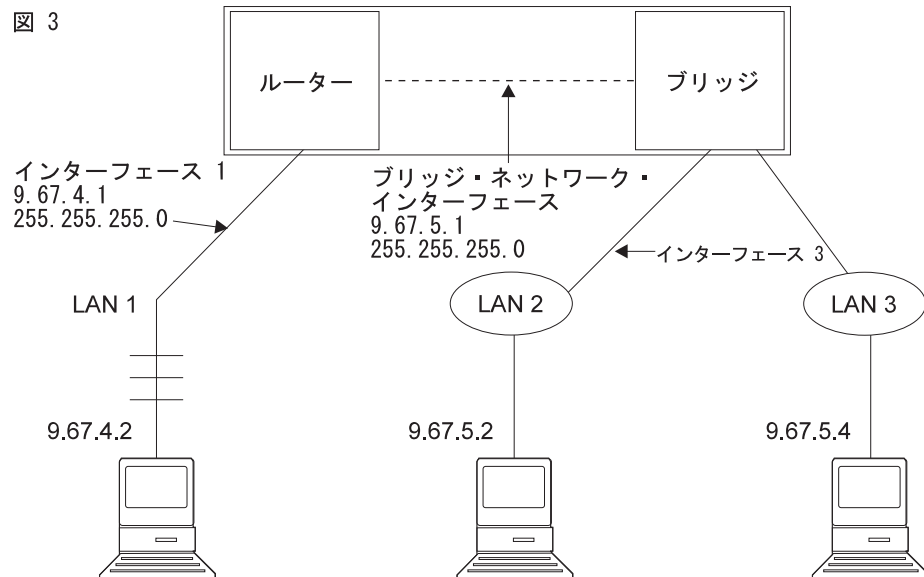 図 3
ルーター
ブリッジ
インターフェース 1
9.67.4.1
255.255.255.0
ブリッジ・ネットワーク・
インターフェース
9.67.5.1
255.255.255.0
インターフェース 3
LAN 1
LAN 2
LAN 3
9.67.4.2
9.67.5.2
9.67.5.4